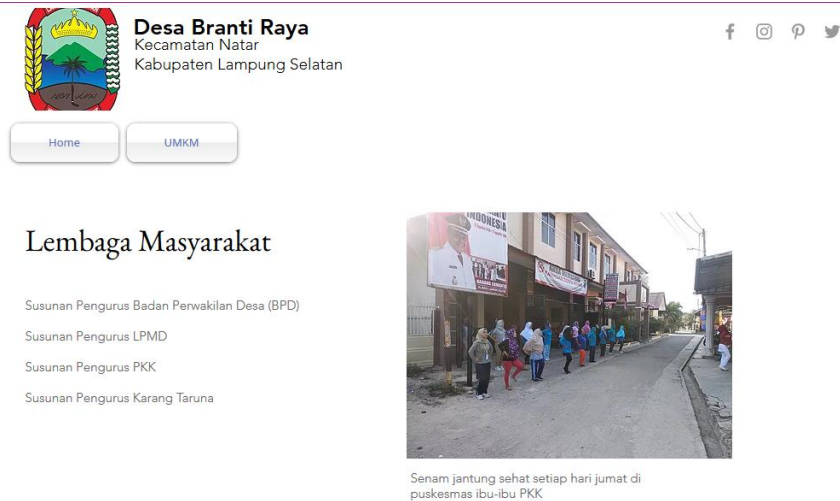 Desa Branti Raya
Kecamatan Natar
Kabupaten Lampung Selatan
Home
UMKM
Lembaga Masyarakat
Susunan Pengurus Badan Perwakilan Desa (BPD)
Susunan Pengurus LPMD
Susunan Pengurus PKK
Susunan Pengurus Karang Taruna
INDONESIA
Senam jantung sehat setiap hari jumat di
puskesmas ibu-ibu PKK